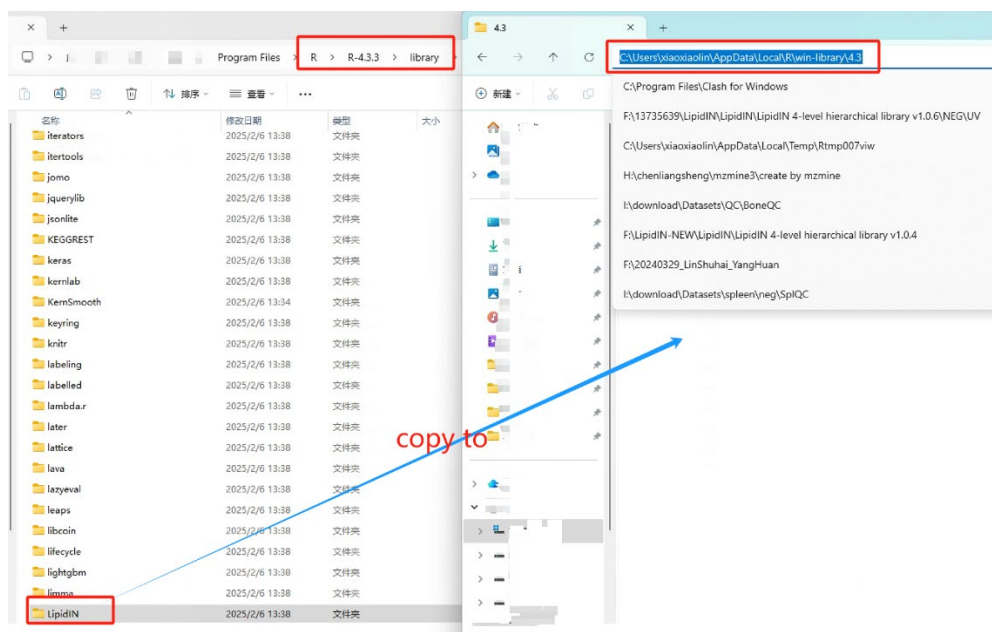 Program Files > R > R-4.3.3 > library
排序 查看 ...
名称 修改日期 类型 大小
iterators 2025/2/6 13:38 文件夹
itertools 2025/2/6 13:38 文件夹
jomo 2025/2/6 13:38 文件夹
jquerylib 2025/2/6 13:38 文件夹
jsonlite 2025/2/6 13:38 文件夹
KEGGREST 2025/2/6 13:38 文件夹
keras 2025/2/6 13:38 文件夹
kernlab 2025/2/6 13:38 文件夹
KernSmooth 2025/2/6 13:34 文件夹
keyring 2025/2/6 13:38 文件夹
knitr 2025/2/6 13:38 文件夹
labeling 2025/2/6 13:38 文件夹
labelled 2025/2/6 13:38 文件夹
lambda.r 2025/2/6 13:38 文件夹
later 2025/2/6 13:38 文件夹
lattice 2025/2/6 13:38 文件夹
lava 2025/2/6 13:38 文件夹
lazyeval 2025/2/6 13:38 文件夹
leaps 2025/2/6 13:38 文件夹
libcoin 2025/2/6 13:38 文件夹
lifecycle 2025/2/6 13:38 文件夹
lightgbm 2025/2/6 13:38 文件夹
limma 2025/2/6 13:38 文件夹
LipidIN 2025/2/6 13:38 文件夹
copy to
4.3
C:\Users\xiaoxiaolin\AppData\Local\R\win-library\4.3
新建
C:\Program Files\Clash for Windows
F:\13735639\LipidIN\LipidIN\LipidIN 4-level hierarchical library v1.0.6\NEG\UV
C:\Users\xiaoxiaolin\AppData\Local\Temp\Rtmp007viw
H:\chenliangsheng\mzmine3\create by mzmine
I:\download\Datasets\QC\BoneQC
F:\LipidIN-NEW\LipidIN\LipidIN 4-level hierarchical library v1.0.4
F:\20240329_LinShuhai_YangHuan
I:\download\Datasets\spleen\neg\SplQC